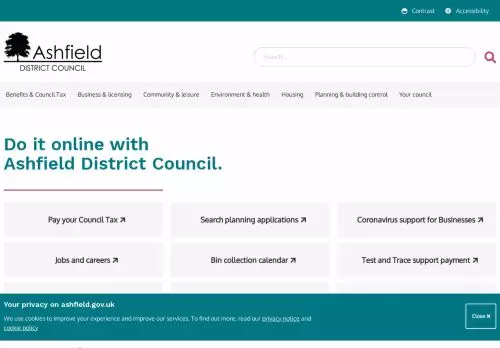 Contrast
Accessibility
Ashfield
DISTRICT COUNCIL
Search...
Benefits & Council Tax
Business & licensing
Community & leisure
Environment & health
Housing
Planning & building control
Your council
Do it online with
Ashfield District Council.
Pay your Council Tax
Search planning applications
Coronavirus support for Businesses
Jobs and careers
Bin collection calendar
Test and Trace support payment
Your privacy on ashfield.gov.uk
We use cookies to improve your experience and improve our services. To find out more, read our privacy notice and
cookie policy
Close ✖